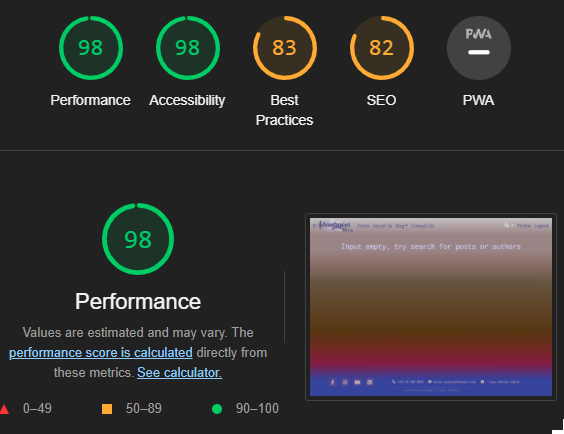 98 98 83 82 PWA
Performance Accessibility Best Practices SEO PWA
98
Performance
Values are estimated and may vary. The
performance score is calculated directly from
these metrics. See calculator.
0–49 50–89 90–100
Home About Us Blog Contact Us Profile Logout
Input empty, try search for posts or authors